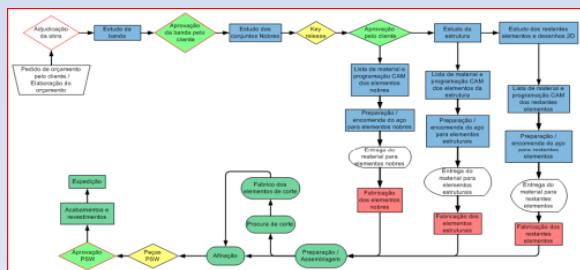 Adjudicação
da obra
Estudo da
banda
Aprovação
da banda pelo
cliente
Estudo dos
conjuntos Nobres
Key
release
Aprovação
pelo cliente
Estudo da
estrutura
Estudo dos restantes
elementos e desenhos 2D
Pedido de orçamento
pelo cliente /
Elaboração do
orçamento
Lista de material e
programação CAM
dos elementos
nobres
Lista de material e
programação CAM
dos elementos da
estrutura
Lista de material e
programação CAM
dos restantes
elementos
Preparação /
encomenda do aço
para elementos nobres
Preparação /
encomenda do aço
para elementos
estruturais
Preparação /
encomenda do aço
para restantes
elementos
Entrega do
material para
elementos nobres
Entrega do
material para
elementos estruturais
Entrega do
material para
restantes elementos
Fabricação
dos elementos
nobres
Fabricação dos
elementos
estruturais
Fabricação dos
restantes
elementos
Expedição
Acabamentos e
revestimentos
Aprovação
PSW
Peças
PSW
Afinação
Fabrico dos
elementos de corte
Procura de corte
Preparação /
Assemblagem